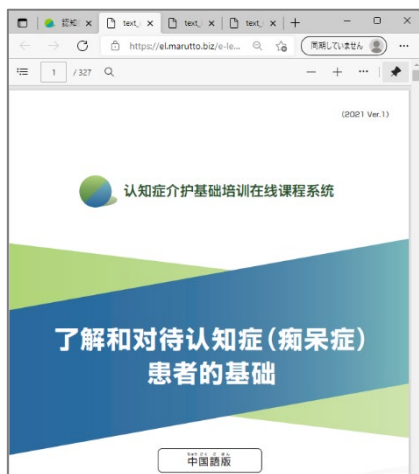 text_
text_
text_
https://el.marutto.biz/e-le...
同期していません
1 / 327
(2021 Ver.1)
认知症介护基础培训在线课程系统
了解和对待认知症（痴呆症）
患者的基础
中国語版